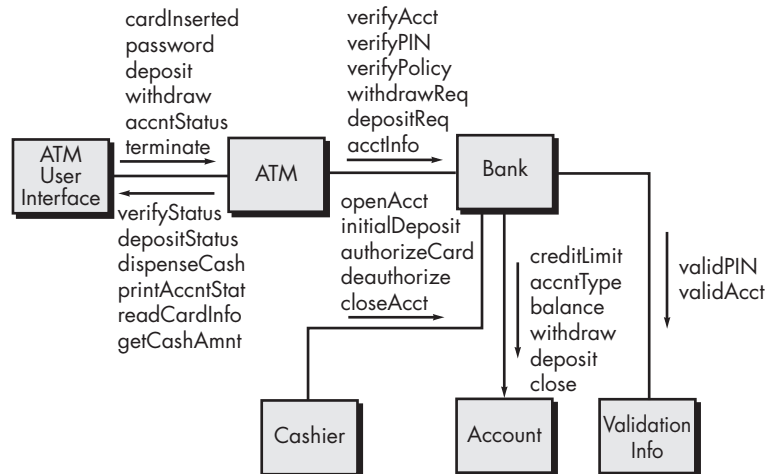 cardInserted
password
deposit
withdraw
accntStatus
terminate
verifyAcct
verifyPIN
verifyPolicy
withdrawReq
depositReq
acctInfo
ATM
User
Interface
ATM
Bank
verifyStatus
depositStatus
dispenseCash
printAccntStat
readCardInfo
getCashAmnt
openAcct
initialDeposit
authorizeCard
deauthorize
closeAcct
creditLimit
accntType
balance
withdraw
deposit
close
validPIN
validAcct
Cashier
Account
Validation
Info